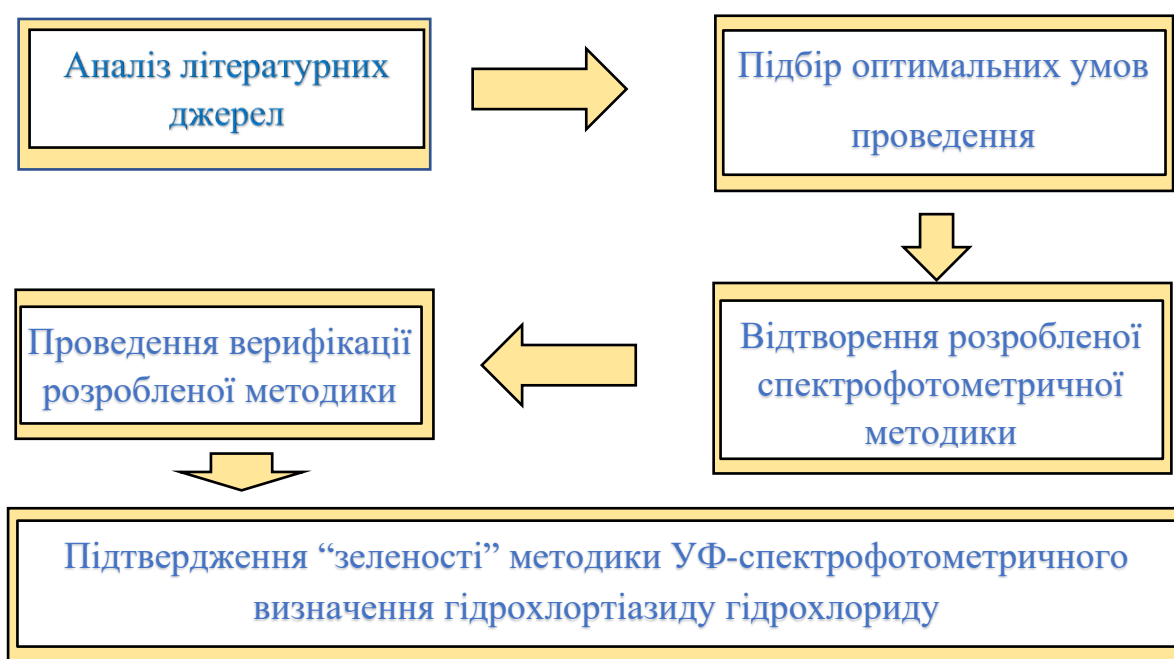 Аналіз літературних
джерел
Підбір оптимальних умов
проведення
Відтворення розробленої
спектрофотометричної
методики
Проведення верифікації
розробленої методики
Підтвердження “зеленості” методики УФ-спектрофотометричного
визначення гідрохлортіазиду гідрохлориду